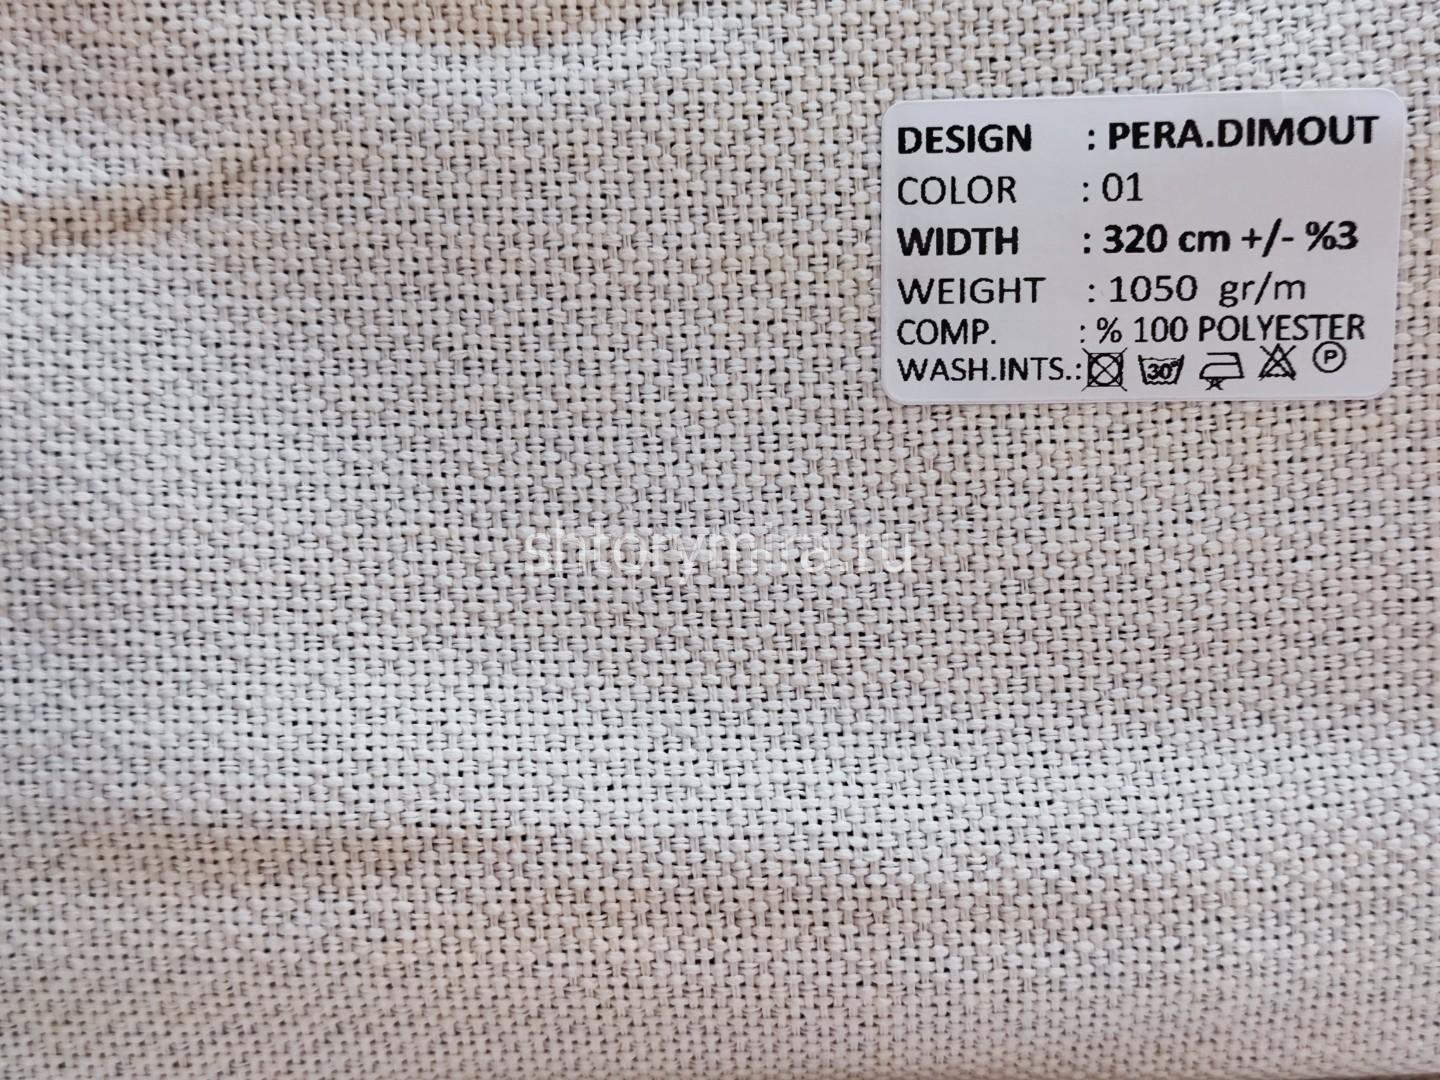 DESIGN : PERA.DIMOUT
COLOR : 01
WIDTH : 320 cm +/- %3
WEIGHT : 1050 gr/m
COMP. : % 100 POLYESTER
WASH.INTS.: 30° P
shtorymira.ru